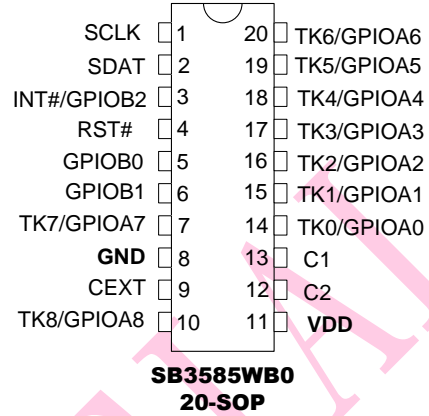 SCLK 1 20 TK6/GPIOA6
SDAT 2 19 TK5/GPIOA5
INT#/GPIOB2 3 18 TK4/GPIOA4
RST# 4 17 TK3/GPIOA3
GPIOB0 5 16 TK2/GPIOA2
GPIOB1 6 15 TK1/GPIOA1
TK7/GPIOA7 7 14 TK0/GPIOA0
GND 8 13 C1
CEXT 9 12 C2
TK8/GPIOA8 10 11 VDD
SB3585WB0
20-SOP